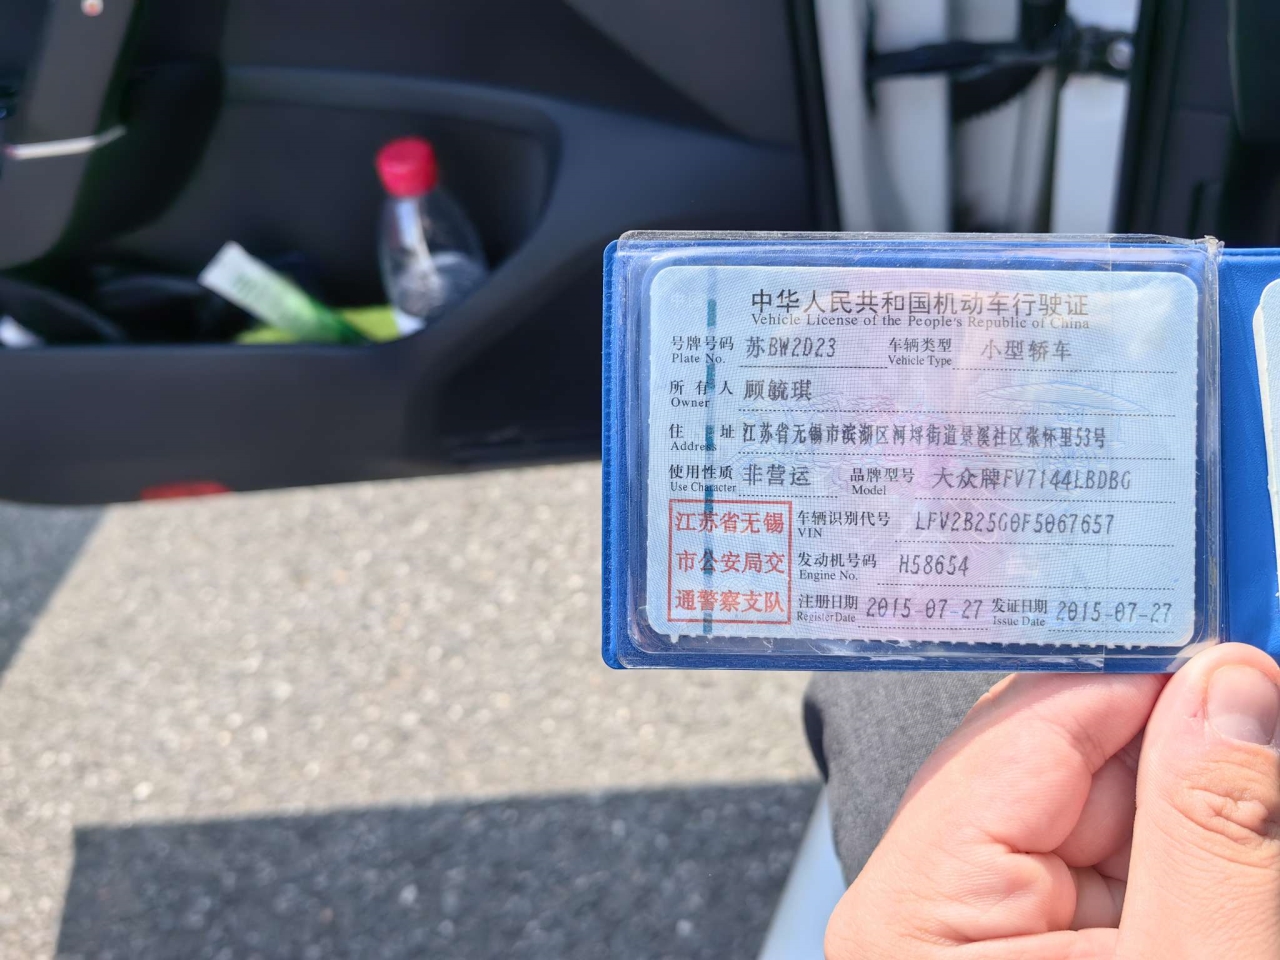 中华人民共和国机动车行驶证
Vehicle License of the People's Republic of China
号牌号码 苏BW2D23 车辆类型 小型轿车
Plate No. Vehicle Type
所有人 顾毓琪
Owner
住址 江苏省无锡市滨湖区河埒街道景溪社区张怀里53号
Address
使用性质 非营运 品牌型号 大众牌FV7144LBDBG
Use Character Model
江苏省无锡
市公安局交
通警察支队
车辆识别代号 LFV2B25G0F5067657
VIN
发动机号码 H58654
Engine No.
注册日期 2015-07-27 发证日期 2015-07-27
Register Date Issue Date